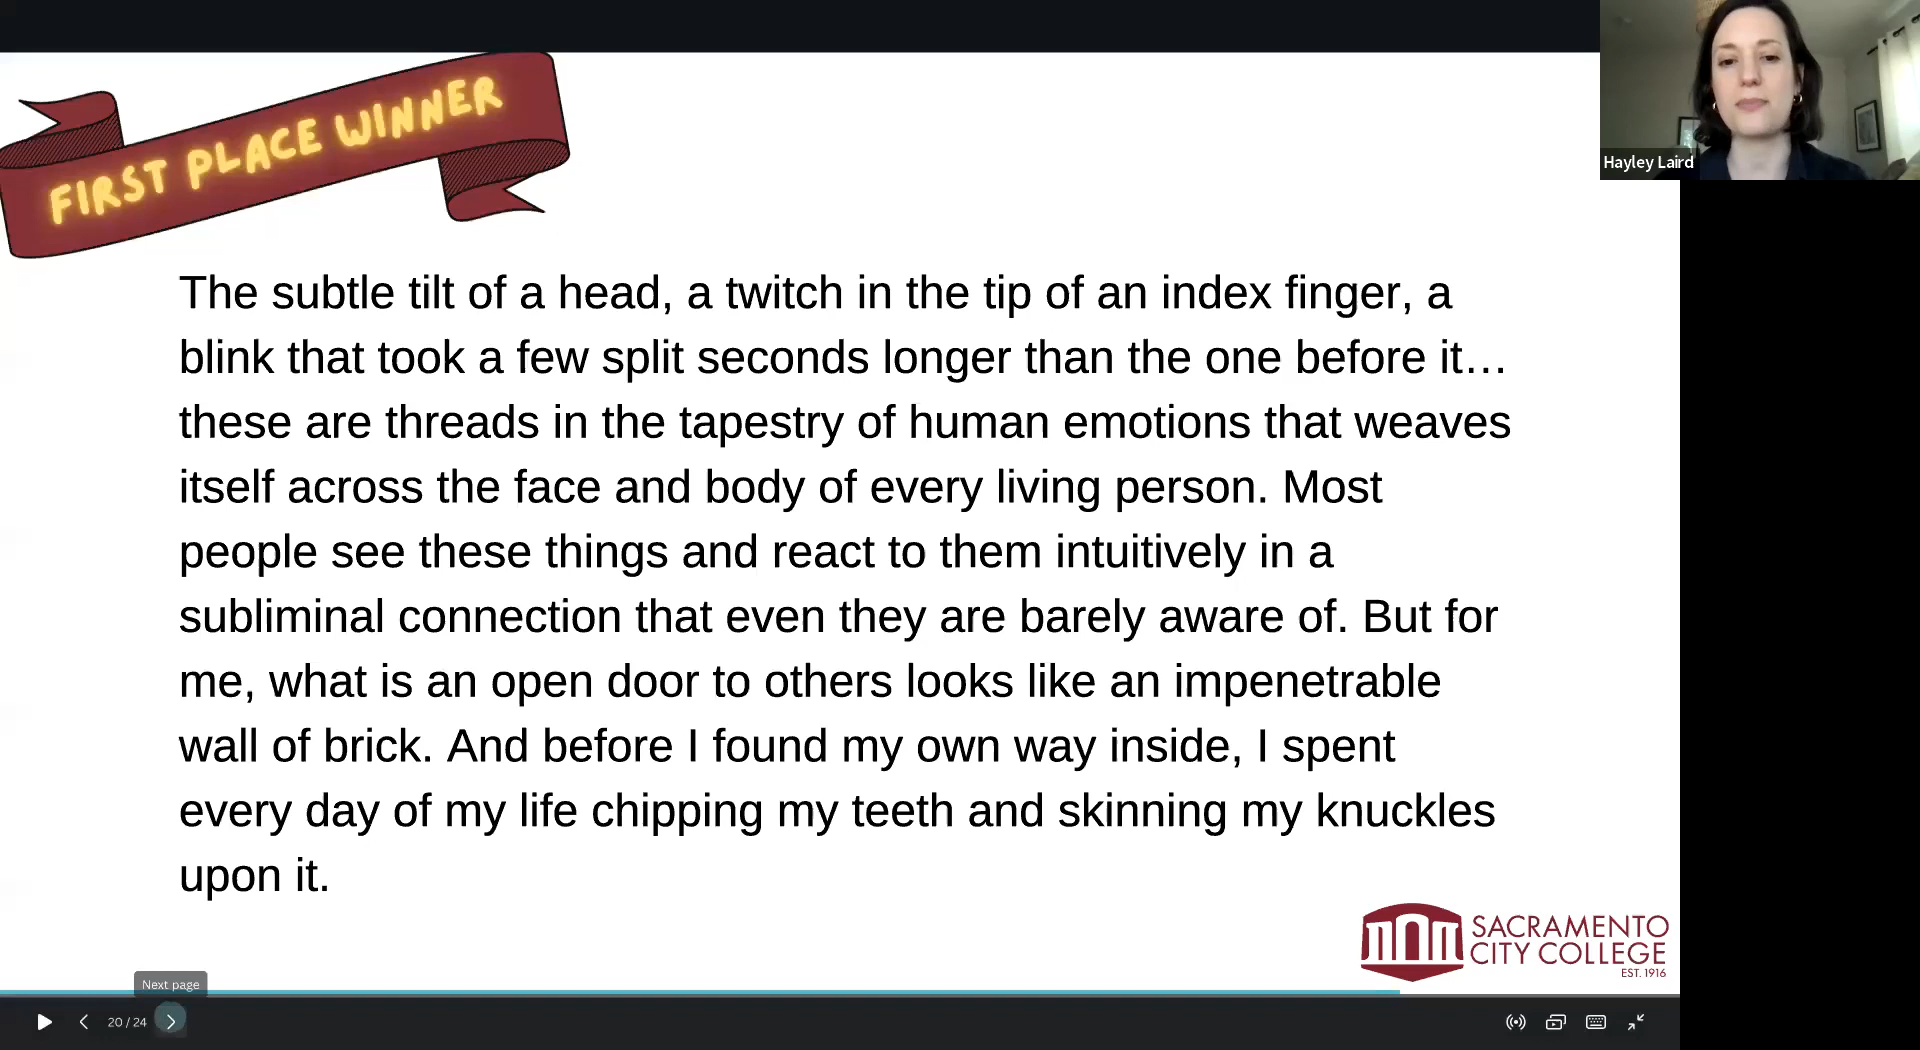 FIRST PLACE WINNER
Hayley Laird
The subtle tilt of a head, a twitch in the tip of an index finger, a
blink that took a few split seconds longer than the one before it…
these are threads in the tapestry of human emotions that weaves
itself across the face and body of every living person. Most
people see these things and react to them intuitively in a
subliminal connection that even they are barely aware of. But for
me, what is an open door to others looks like an impenetrable
wall of brick. And before I found my own way inside, I spent
every day of my life chipping my teeth and skinning my knuckles
upon it.
SACRAMENTO
CITY COLLEGE
EST. 1916
Next page
20 / 24